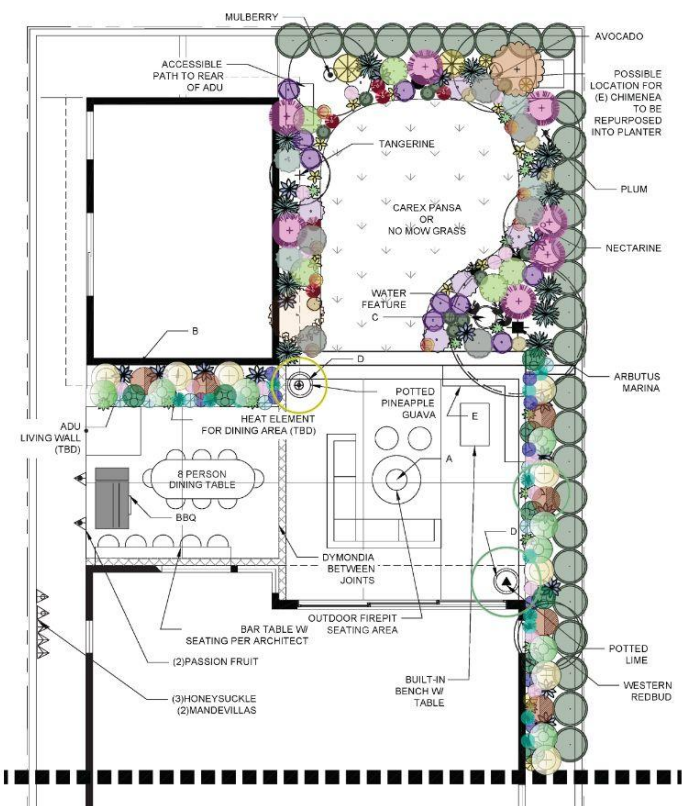 MULBERRY
AVOCADO
ACCESSIBLE
PATH TO REAR
OF ADU
POSSIBLE
LOCATION FOR
(E) CHIMENEA
TO BE
REPURPOSED
INTO PLANTER
TANGERINE
PLUM
CAREX PANSA
OR
NO MOW GRASS
NECTARINE
WATER
FEATURE
C
B
D
ARBUTUS
MARINA
POTTED
PINEAPPLE
GUAVA
E
ADU
LIVING WALL
(TBD)
HEAT ELEMENT
FOR DINING AREA (TBD)
A
8 PERSON
DINING TABLE
BBQ
D
DYMONDIA
BETWEEN
JOINTS
BAR TABLE W/
SEATING PER ARCHITECT
OUTDOOR FIREPIT
SEATING AREA
(2)PASSION FRUIT
POTTED
LIME
BUILT-IN
BENCH W/
TABLE
WESTERN
REDBUD
(3)HONEYSUCKLE
(2)MANDEVILLAS